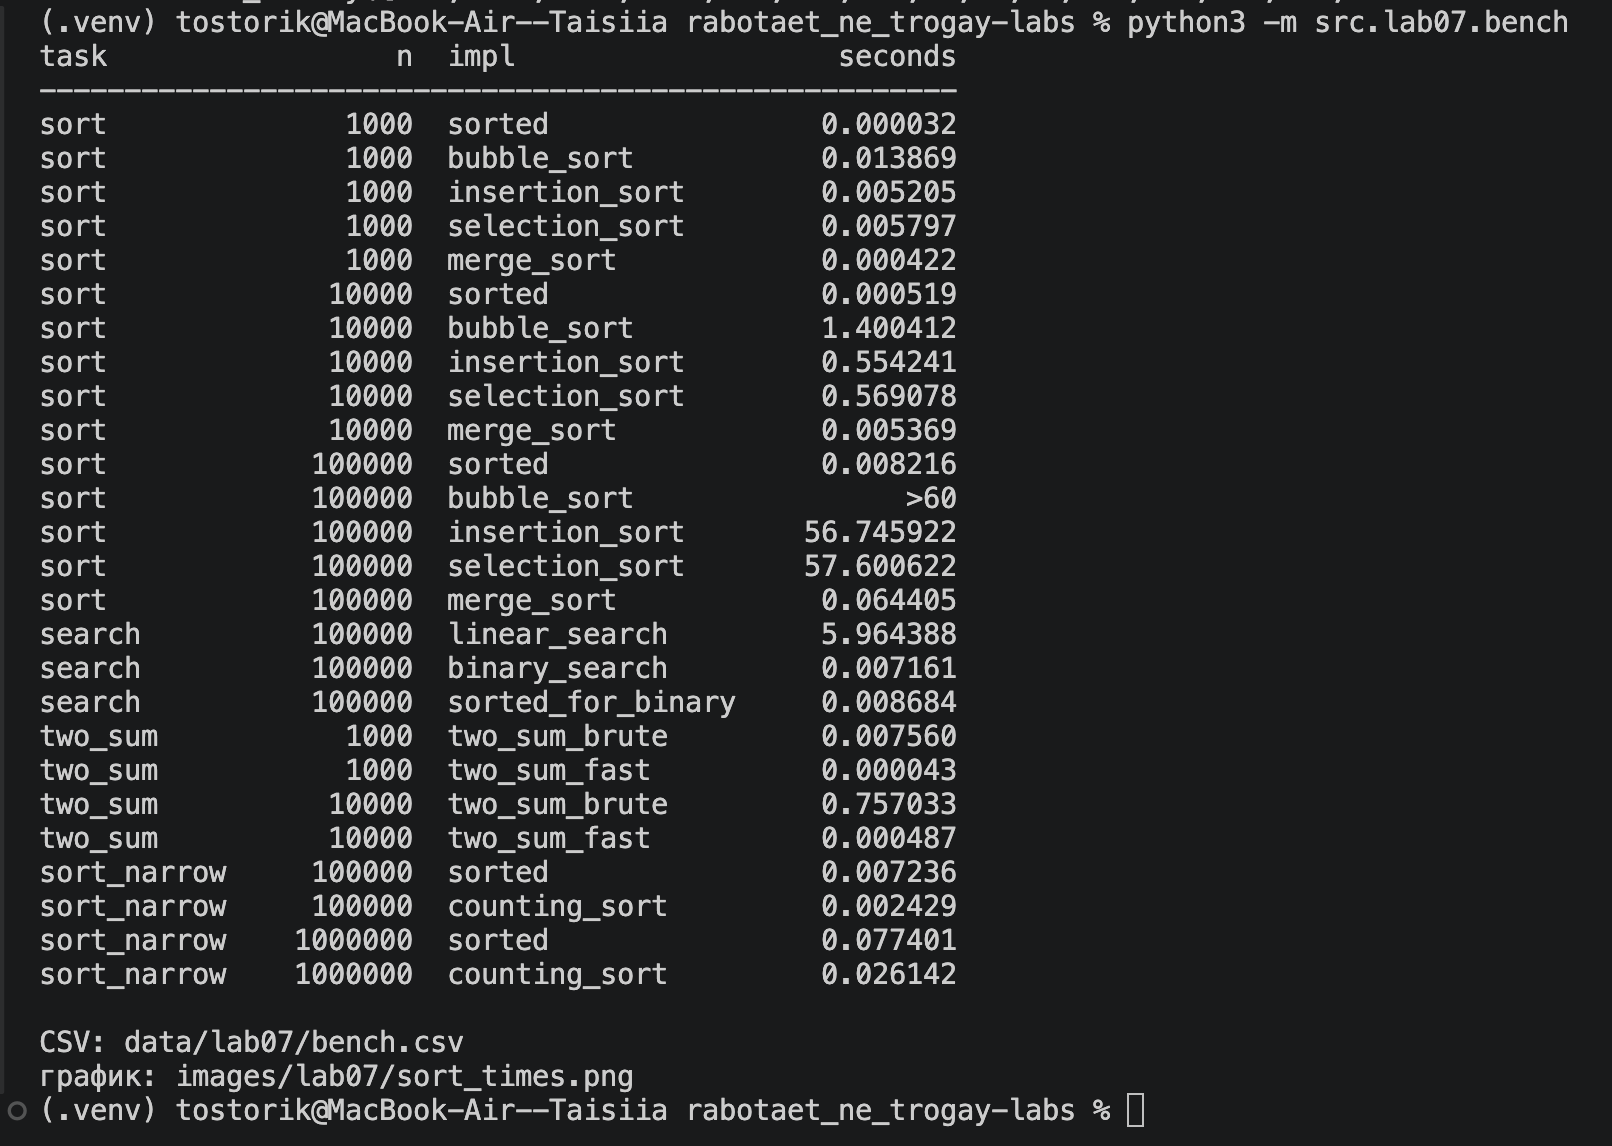 (.venv) tostorik@MacBook-Air--Taisiia rabotaet_ne_trogay-labs % python3 -m src.lab07.bench
task n impl seconds
------------------------------------------------------
sort 1000 sorted 0.000032
sort 1000 bubble_sort 0.013869
sort 1000 insertion_sort 0.005205
sort 1000 selection_sort 0.005797
sort 1000 merge_sort 0.000422
sort 10000 sorted 0.000519
sort 10000 bubble_sort 1.400412
sort 10000 insertion_sort 0.554241
sort 10000 selection_sort 0.569078
sort 10000 merge_sort 0.005369
sort 100000 sorted 0.008216
sort 100000 bubble_sort >60
sort 100000 insertion_sort 56.745922
sort 100000 selection_sort 57.600622
sort 100000 merge_sort 0.064405
search 100000 linear_search 5.964388
search 100000 binary_search 0.007161
search 100000 sorted_for_binary 0.008684
two_sum 1000 two_sum_brute 0.007560
two_sum 1000 two_sum_fast 0.000043
two_sum 10000 two_sum_brute 0.757033
two_sum 10000 two_sum_fast 0.000487
sort_narrow 100000 sorted 0.007236
sort_narrow 100000 counting_sort 0.002429
sort_narrow 1000000 sorted 0.077401
sort_narrow 1000000 counting_sort 0.026142
CSV: data/lab07/bench.csv
график: images/lab07/sort_times.png
(.venv) tostorik@MacBook-Air--Taisiia rabotaet_ne_trogay-labs %